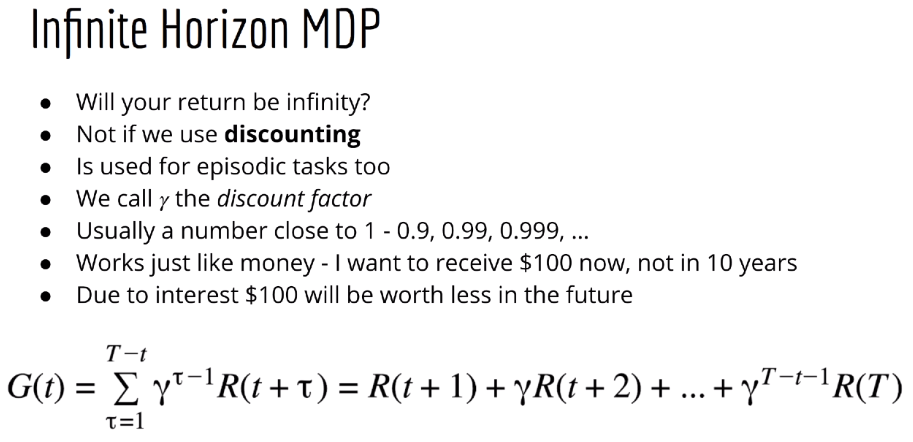 Infinite Horizon MDP
● Will your return be infinity?
● Not if we use discounting
● Is used for episodic tasks too
● We call γ the discount factor
● Usually a number close to 1 - 0.9, 0.99, 0.999, ...
● Works just like money - I want to receive $100 now, not in 10 years
● Due to interest $100 will be worth less in the future
T−t
G(t) = ∑ γ^{τ−1}R(t + τ) = R(t + 1) + γR(t + 2) + ... + γ^{T−t−1}R(T)
τ=1